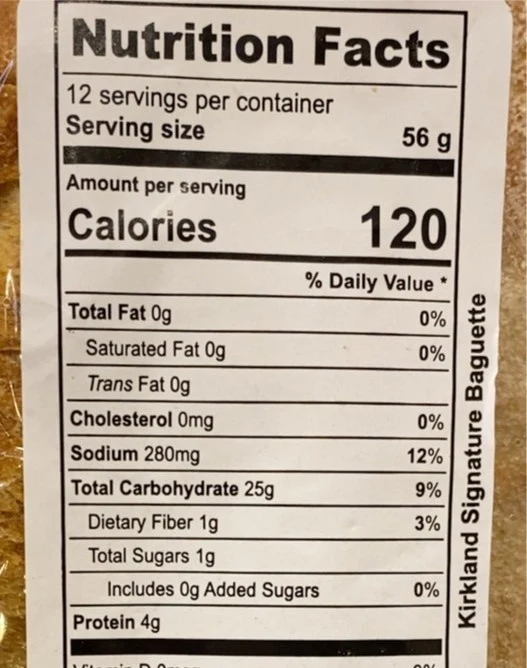 Nutrition Facts
12 servings per container
Serving size 56 g
Amount per serving
Calories 120
% Daily Value *
Total Fat 0g 0%
Saturated Fat 0g 0%
Trans Fat 0g
Cholesterol 0mg 0%
Sodium 280mg 12%
Total Carbohydrate 25g 9%
Dietary Fiber 1g 3%
Total Sugars 1g
Includes 0g Added Sugars 0%
Protein 4g
Kirkland Signature Baguette